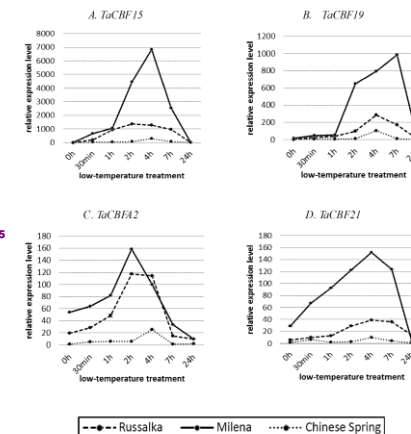 A. TaCBF15
relative expression level
8000
7000
6000
5000
4000
3000
2000
1000
0
0h 30min 1h 2h 4h 7h 24h
low-temperature treatment
B. TaCBF19
relative expression level
1200
1000
800
600
400
200
0
0h 30min 1h 2h 4h 7h
low-temperature treatment
C. TaCBFA2
5
relative expression level
180
160
140
120
100
80
60
40
20
0
0h 30min 1h 2h 4h 7h 24h
low-temperature treatment
D. TaCBF21
relative expression level
180
160
140
120
100
80
60
40
20
0
0h 30min 1h 2h 4h 7h 24h
low-temperature treatment
Russalka Milena Chinese Spring